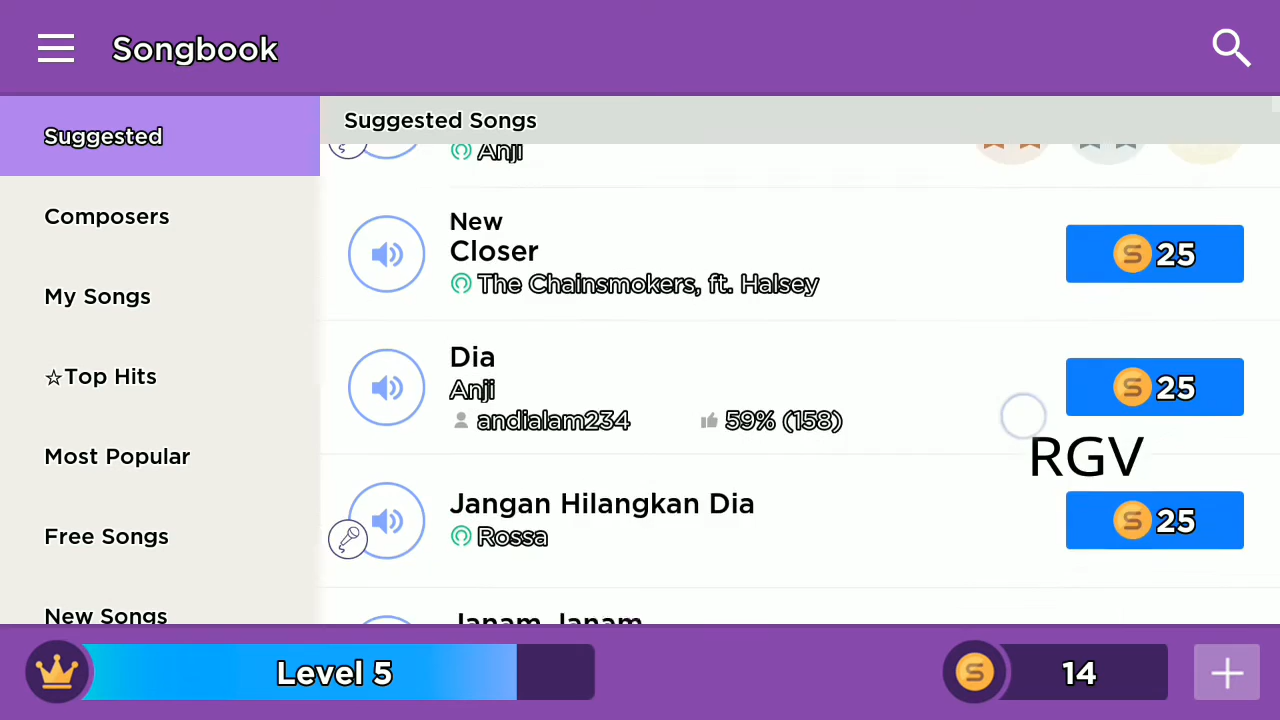 Songbook
Suggested
Composers
My Songs
☆Top Hits
Most Popular
Free Songs
New Songs
Suggested Songs
Anji
New
Closer
The Chainsmokers, ft. Halsey
25
Dia
Anji
andialam234 59% (158)
25
RGV
Jangan Hilangkan Dia
Rossa
25
Janam Janam
Level 5
14